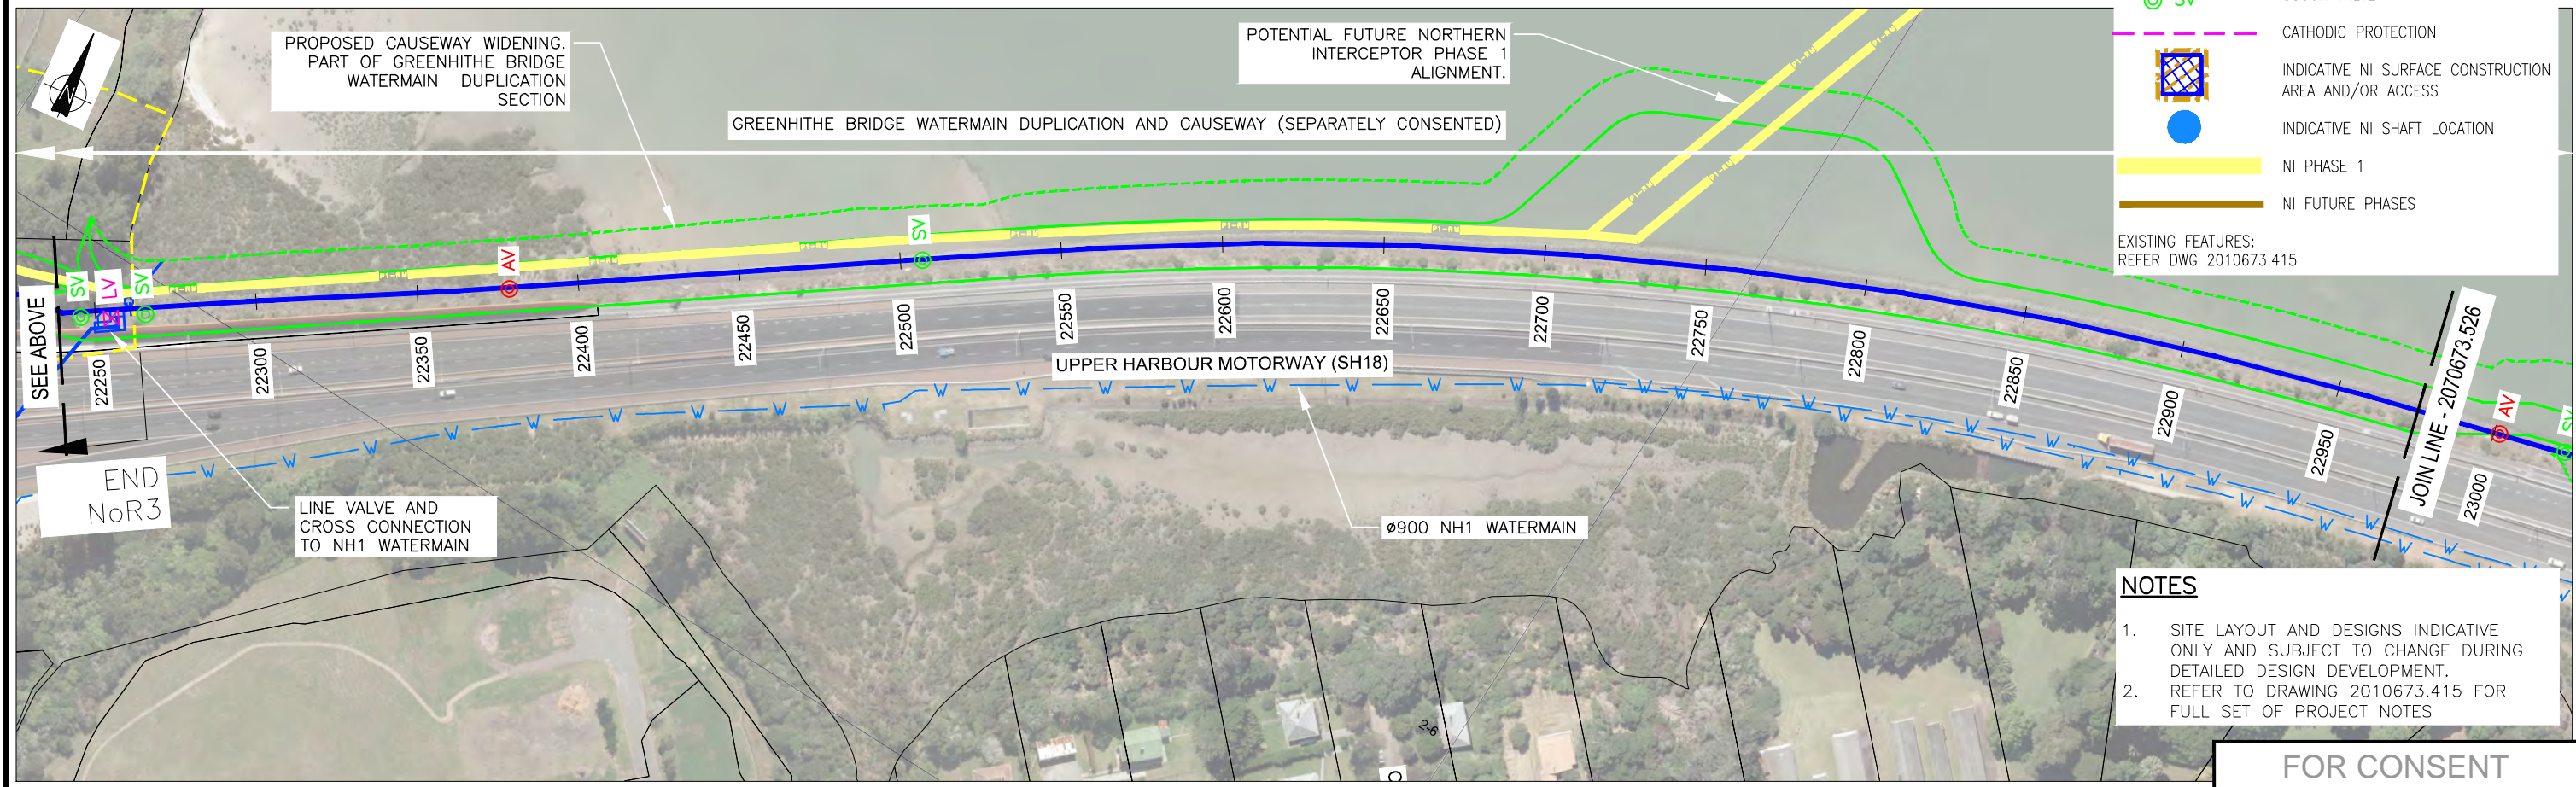 PROPOSED CAUSEWAY WIDENING.
PART OF GREENHITHE BRIDGE
WATERMAIN DUPLICATION
SECTION
POTENTIAL FUTURE NORTHERN
INTERCEPTOR PHASE 1
ALIGNMENT.
GREENHITHE BRIDGE WATERMAIN DUPLICATION AND CAUSEWAY (SEPARATELY CONSENTED)
SV
CATHODIC PROTECTION
INDICATIVE NI SURFACE CONSTRUCTION
AREA AND/OR ACCESS
INDICATIVE NI SHAFT LOCATION
NI PHASE 1
NI FUTURE PHASES
EXISTING FEATURES:
REFER DWG 2010673.415
SEE ABOVE
SV
LV
SV
AV
SV
22250
22300
22350
22400
22450
22500
22550
22600
22650
22700
22750
22800
22850
22900
22950
23000
UPPER HARBOUR MOTORWAY (SH18)
JOIN LINE - 2070673.526
AV
SV
W W W W W W W W W W W W W W W W W
END
NoR3
LINE VALVE AND
CROSS CONNECTION
TO NH1 WATERMAIN
ø900 NH1 WATERMAIN
2-6
NOTES
1. SITE LAYOUT AND DESIGNS INDICATIVE
ONLY AND SUBJECT TO CHANGE DURING
DETAILED DESIGN DEVELOPMENT.
2. REFER TO DRAWING 2010673.415 FOR
FULL SET OF PROJECT NOTES
FOR CONSENT